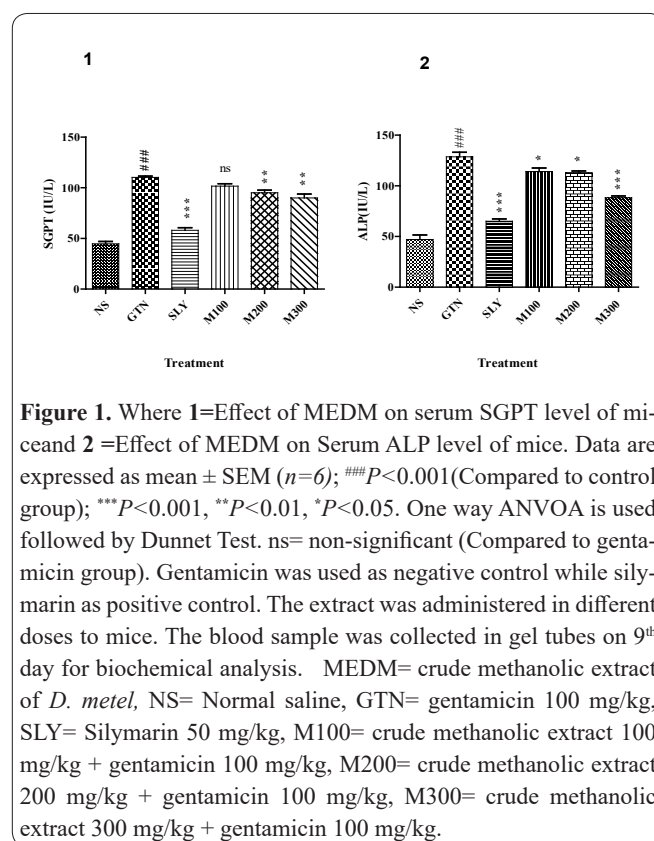 1
2
150
100
50
0
SGPT (IU/L)
###
***
ns
**
**
NS
GTN
SLY
M100
M200
M300
Treatment
150
100
50
0
ALP(IU/L)
###
***
*
*
***
NS
GTN
SLY
M100
M200
M300
Treatment
Figure 1. Where 1=Effect of MEDM on serum SGPT level of mi-
ceand 2 =Effect of MEDM on Serum ALP level of mice. Data are
expressed as mean ± SEM (n=6); ###P<0.001(Compared to control
group); ***P<0.001, **P<0.01, *P<0.05. One way ANVOA is used
followed by Dunnet Test. ns= non-significant (Compared to genta-
micin group). Gentamicin was used as negative control while sily-
marin as positive control. The extract was administered in different
doses to mice. The blood sample was collected in gel tubes on 9th
day for biochemical analysis. MEDM= crude methanolic extract
of D. metel, NS= Normal saline, GTN= gentamicin 100 mg/kg,
SLY= Silymarin 50 mg/kg, M100= crude methanolic extract 100
mg/kg + gentamicin 100 mg/kg, M200= crude methanolic extract
200 mg/kg + gentamicin 100 mg/kg, M300= crude methanolic
extract 300 mg/kg + gentamicin 100 mg/kg.